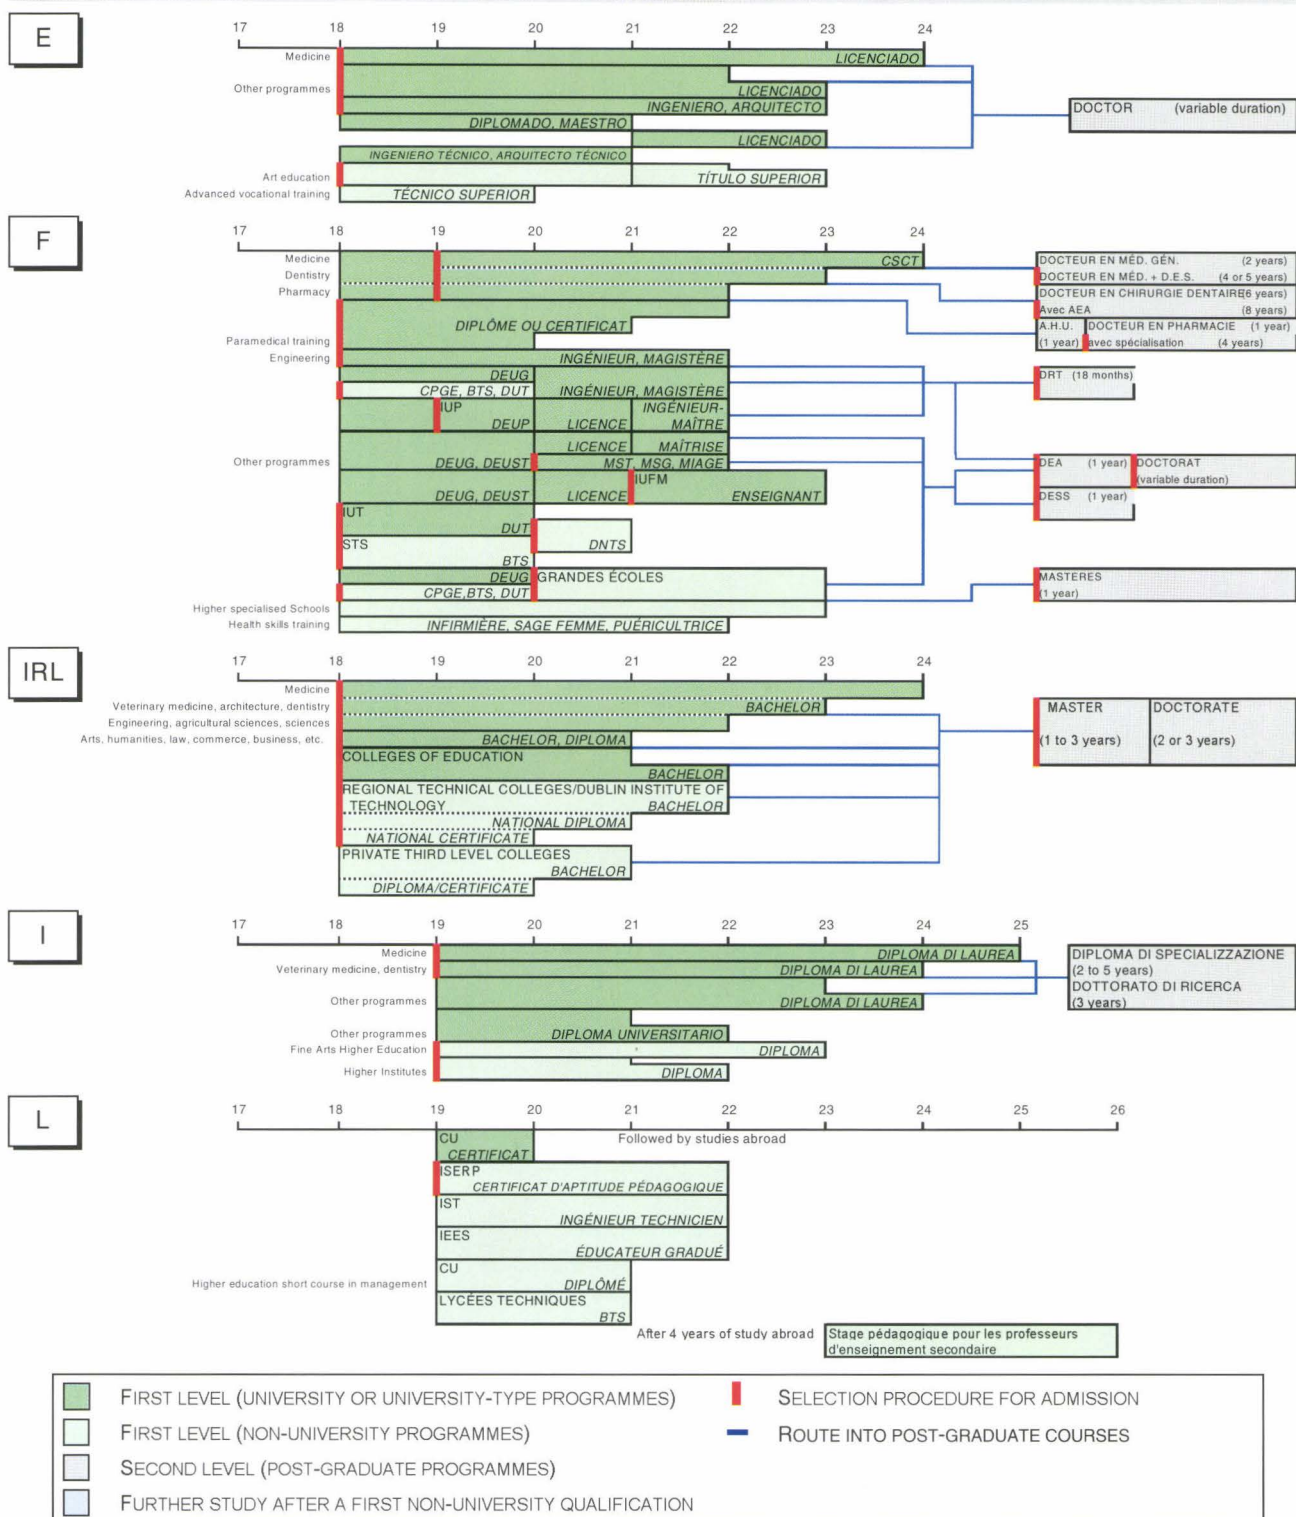 E
17 18 19 20 21 22 23 24
Medicine
LICENCIADO
Other programmes
LICENCIADO
INGENIERO, ARQUITECTO
DOCTOR (variable duration)
DIPLOMADO, MAESTRO
LICENCIADO
INGENIERO TÉCNICO, ARQUITECTO TÉCNICO
Art education
TÍTULO SUPERIOR
Advanced vocational training
TÉCNICO SUPERIOR
F
17 18 19 20 21 22 23 24
Medicine
CSCT
DOCTEUR EN MÉD. GÉN. (2 years)
Dentistry
DOCTEUR EN MÉD. + D.E.S. (4 or 5 years)
Pharmacy
DOCTEUR EN CHIRURGIE DENTAIRE (6 years)
Avec AEA (8 years)
DIPLÔME OU CERTIFICAT
A.H.U. DOCTEUR EN PHARMACIE (1 year)
Paramedical training
(1 year) avec spécialisation (4 years)
Engineering
INGÉNIEUR, MAGISTÈRE
DEUG
DRT (18 months)
CPGE, BTS, DUT
INGÉNIEUR, MAGISTÈRE
IUP
INGÉNIEUR-
DEUP
LICENCE
MAÎTRE
LICENCE
MAÎTRISE
Other programmes
DEUG, DEUST
MST, MSG, MIAGE
DEA (1 year) DOCTORAT
(variable duration)
IUFM
DEUG, DEUST
LICENCE
ENSEIGNANT
DESS (1 year)
IUT
DUT
STS
DNTS
BTS
DEUG
GRANDES ÉCOLES
MASTERES
CPGE,BTS, DUT
(1 year)
Higher specialised Schools
Health skills training
INFIRMIÈRE, SAGE FEMME, PUÉRICULTRICE
IRL
17 18 19 20 21 22 23 24
Medicine
Veterinary medicine, architecture, dentistry
BACHELOR
MASTER DOCTORATE
Engineering, agricultural sciences, sciences
Arts, humanities, law, commerce, business, etc.
BACHELOR, DIPLOMA
(1 to 3 years) (2 or 3 years)
COLLEGES OF EDUCATION
BACHELOR
REGIONAL TECHNICAL COLLEGES/DUBLIN INSTITUTE OF
TECHNOLOGY
BACHELOR
NATIONAL DIPLOMA
NATIONAL CERTIFICATE
PRIVATE THIRD LEVEL COLLEGES
BACHELOR
DIPLOMA/CERTIFICATE
I
17 18 19 20 21 22 23 24 25
Medicine
DIPLOMA DI LAUREA
DIPLOMA DI SPECIALIZZAZIONE
Veterinary medicine, dentistry
DIPLOMA DI LAUREA
(2 to 5 years)
DOTTORATO DI RICERCA
Other programmes
DIPLOMA DI LAUREA
(3 years)
Other programmes
DIPLOMA UNIVERSITARIO
Fine Arts Higher Education
DIPLOMA
Higher Institutes
DIPLOMA
L
17 18 19 20 21 22 23 24 25 26
CU
Followed by studies abroad
CERTIFICAT
ISERP
CERTIFICAT D'APTITUDE PÉDAGOGIQUE
IST
INGÉNIEUR TECHNICIEN
IEES
ÉDUCATEUR GRADUÉ
CU
Higher education short course in management
DIPLÔMÉ
LYCÉES TECHNIQUES
BTS
After 4 years of study abroad
Stage pédagogique pour les professeurs
d'enseignement secondaire
FIRST LEVEL (UNIVERSITY OR UNIVERSITY-TYPE PROGRAMMES)
SELECTION PROCEDURE FOR ADMISSION
FIRST LEVEL (NON-UNIVERSITY PROGRAMMES)
ROUTE INTO POST-GRADUATE COURSES
SECOND LEVEL (POST-GRADUATE PROGRAMMES)
FURTHER STUDY AFTER A FIRST NON-UNIVERSITY QUALIFICATION